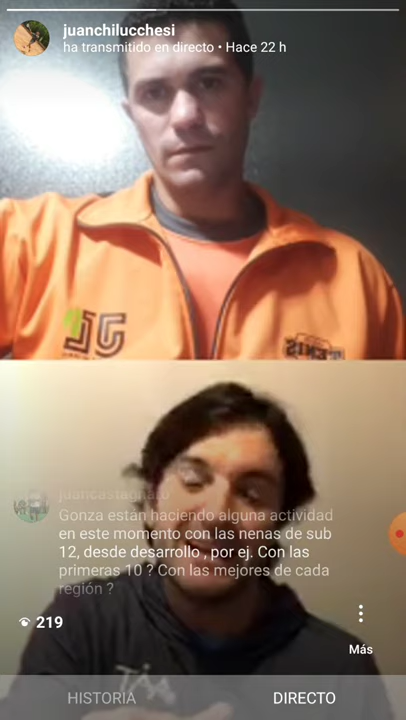 juanchilucchesi
ha transmitido en directo • Hace 22 h
JL
TENIS
juancastagnaro
Gonza están haciendo alguna actividad
en este momento con las nenas de sub
12, desde desarrollo , por ej. Con las
primeras 10 ? Con las mejores de cada
región ?
219
Más
HISTORIA
DIRECTO